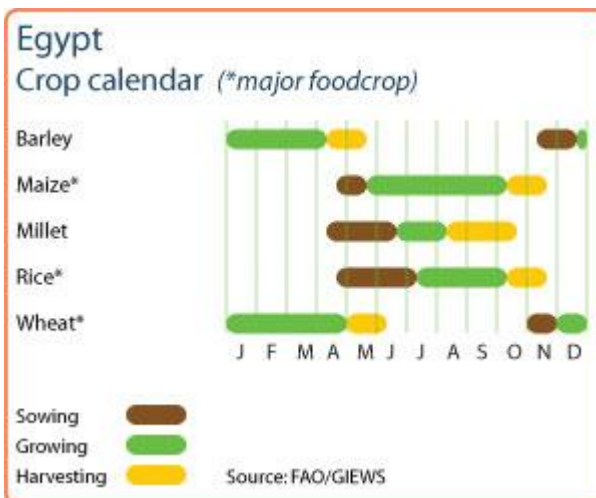 Egypt
Crop calendar (*major foodcrop)
Barley
Maize*
Millet
Rice*
Wheat*
J F M A M J J A S O N D
Sowing
Growing
Harvesting Source: FAO/GIEWS